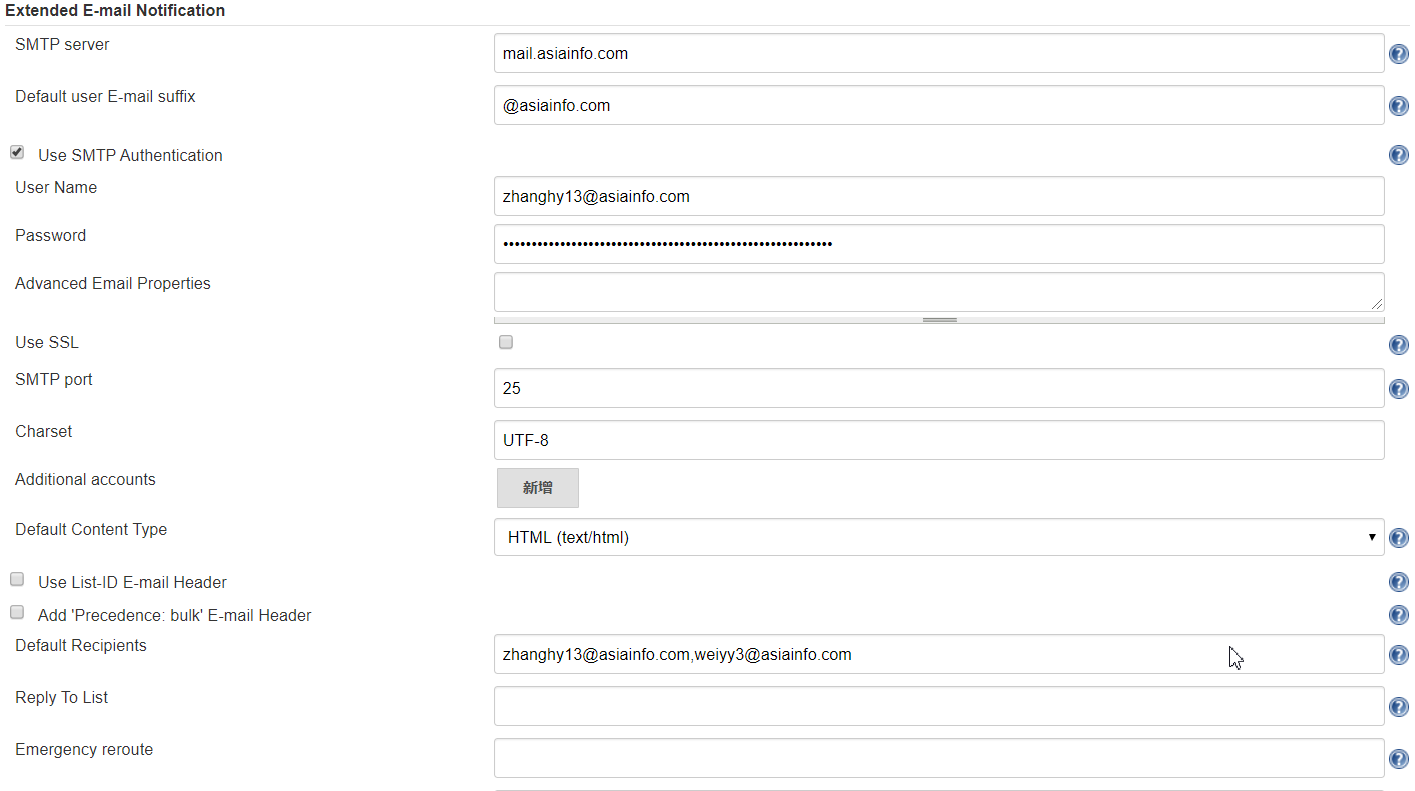 Extended E-mail Notification
SMTP server
mail.asiainfo.com
Default user E-mail suffix
@asiainfo.com
Use SMTP Authentication
User Name
zhanghy13@asiainfo.com
Password
Advanced Email Properties
Use SSL
SMTP port
25
Charset
UTF-8
Additional accounts
新增
Default Content Type
HTML (text/html)
Use List-ID E-mail Header
Add 'Precedence: bulk' E-mail Header
Default Recipients
zhanghy13@asiainfo.com,weiyy3@asiainfo.com
Reply To List
Emergency reroute